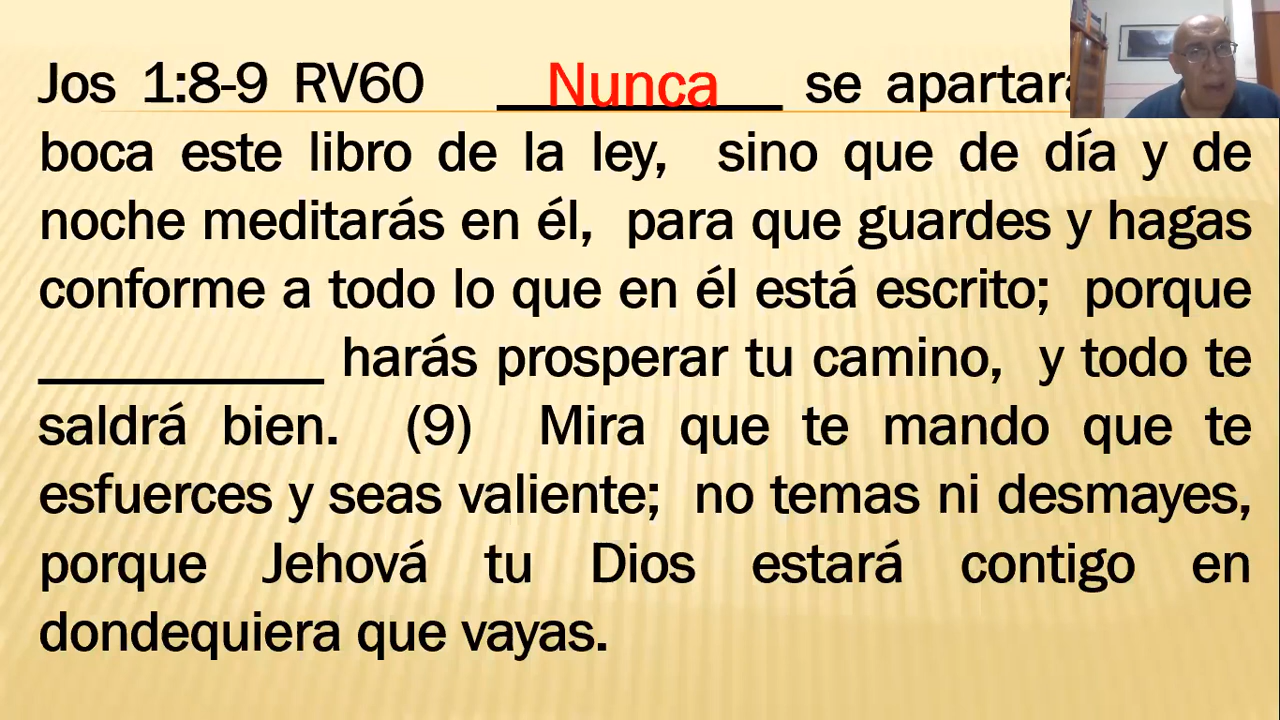 Jos 1:8-9 RV60 Nunca se apartará
boca este libro de la ley, sino que de día y de
noche meditarás en él, para que guardes y hagas
conforme a todo lo que en él está escrito; porque
___________ harás prosperar tu camino, y todo te
saldrá bien. (9) Mira que te mando que te
esfuerces y seas valiente; no temas ni desmayes,
porque Jehová tu Dios estará contigo en
dondequiera que vayas.